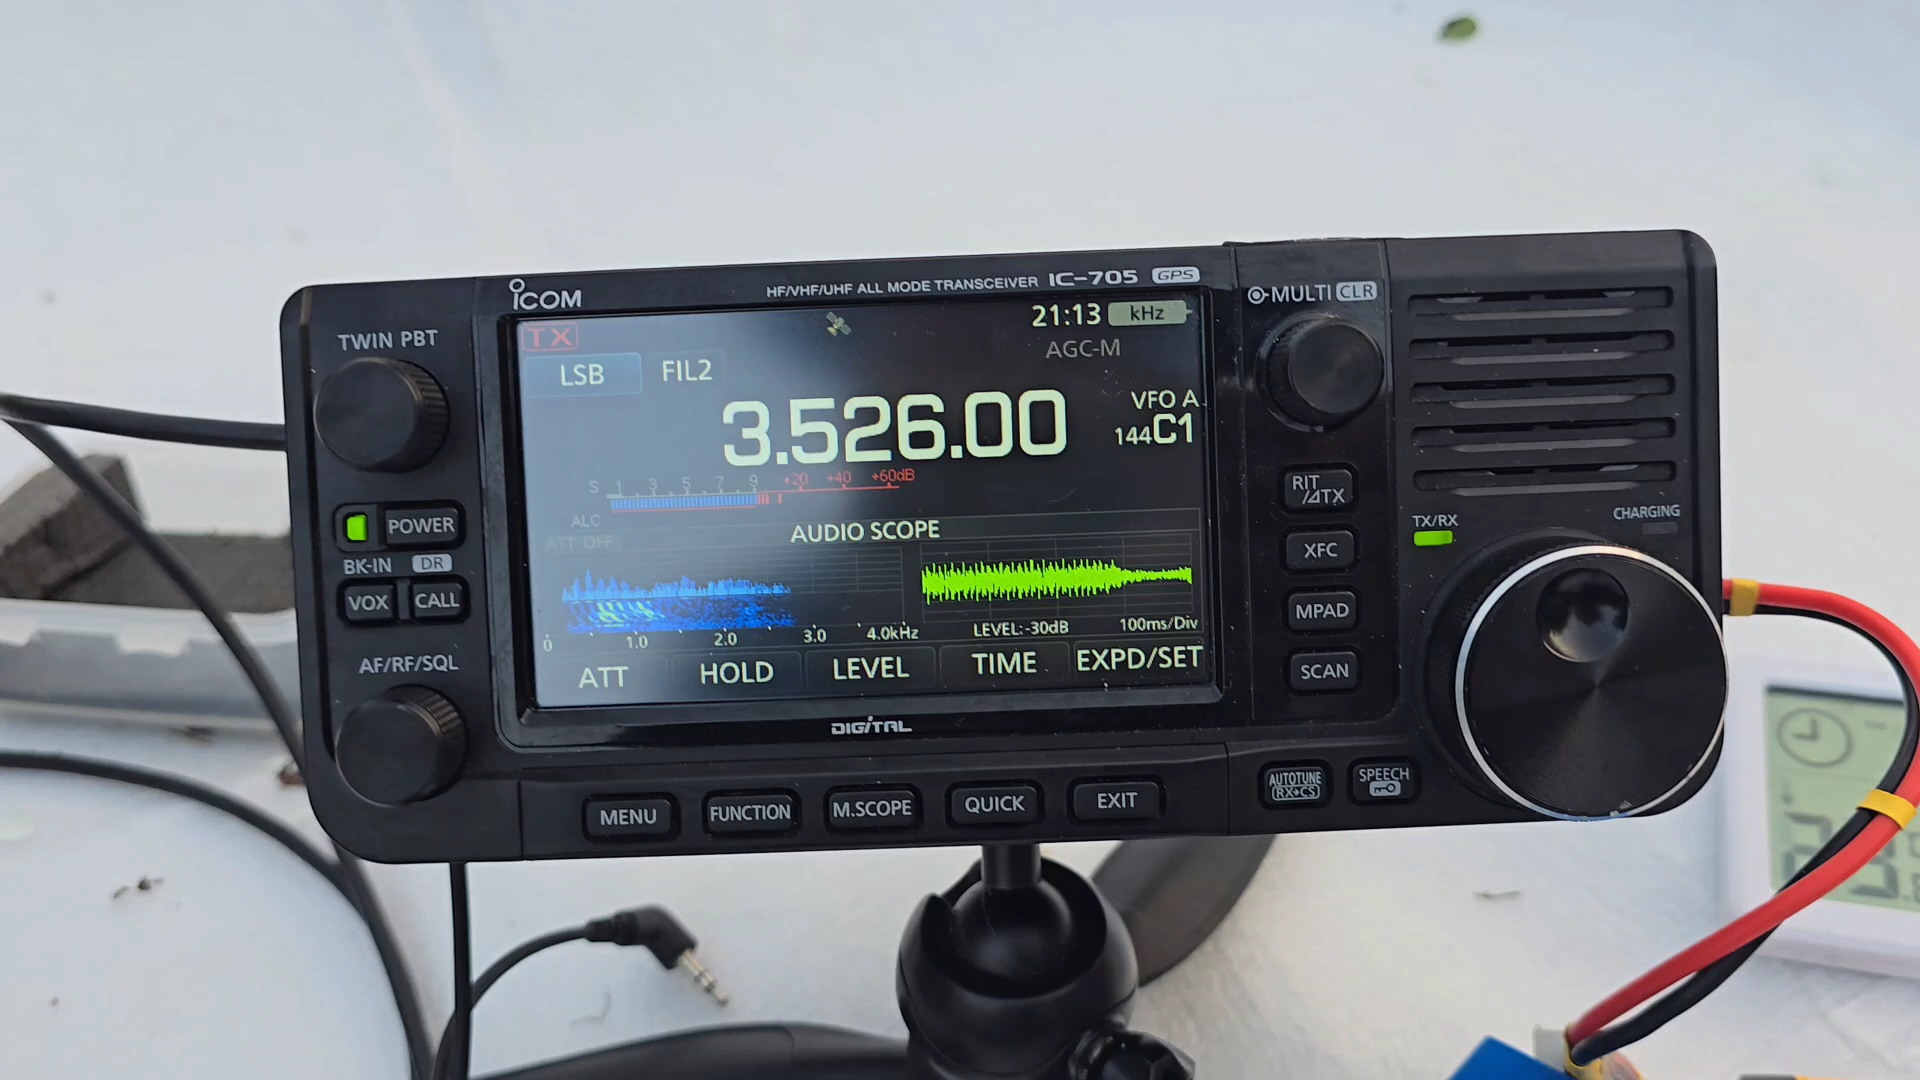 ICOM
HF/VHF/UHF ALL MODE TRANSCEIVER IC-705 GPS
MULTI CLR
TWIN PBT
TX
21:13 kHz
LSB FIL2
AGC-M
3.526.00
VFO A
144C1
S 1 3 5 7 9 +20 +40 +60dB
ALC
AUDIO SCOPE
ATT OFF
0 1.0 2.0 3.0 4.0kHz
LEVEL:-30dB 100ms/Div
ATT HOLD LEVEL TIME EXPD/SET
DIGITAL
POWER
BK-IN DR
VOX CALL
AF/RF/SQL
RIT/ΔTX
XFC
MPAD
SCAN
TX/RX
CHARGING
MENU FUNCTION M.SCOPE QUICK EXIT
AUTOTUNE
RX→CS
SPEECH